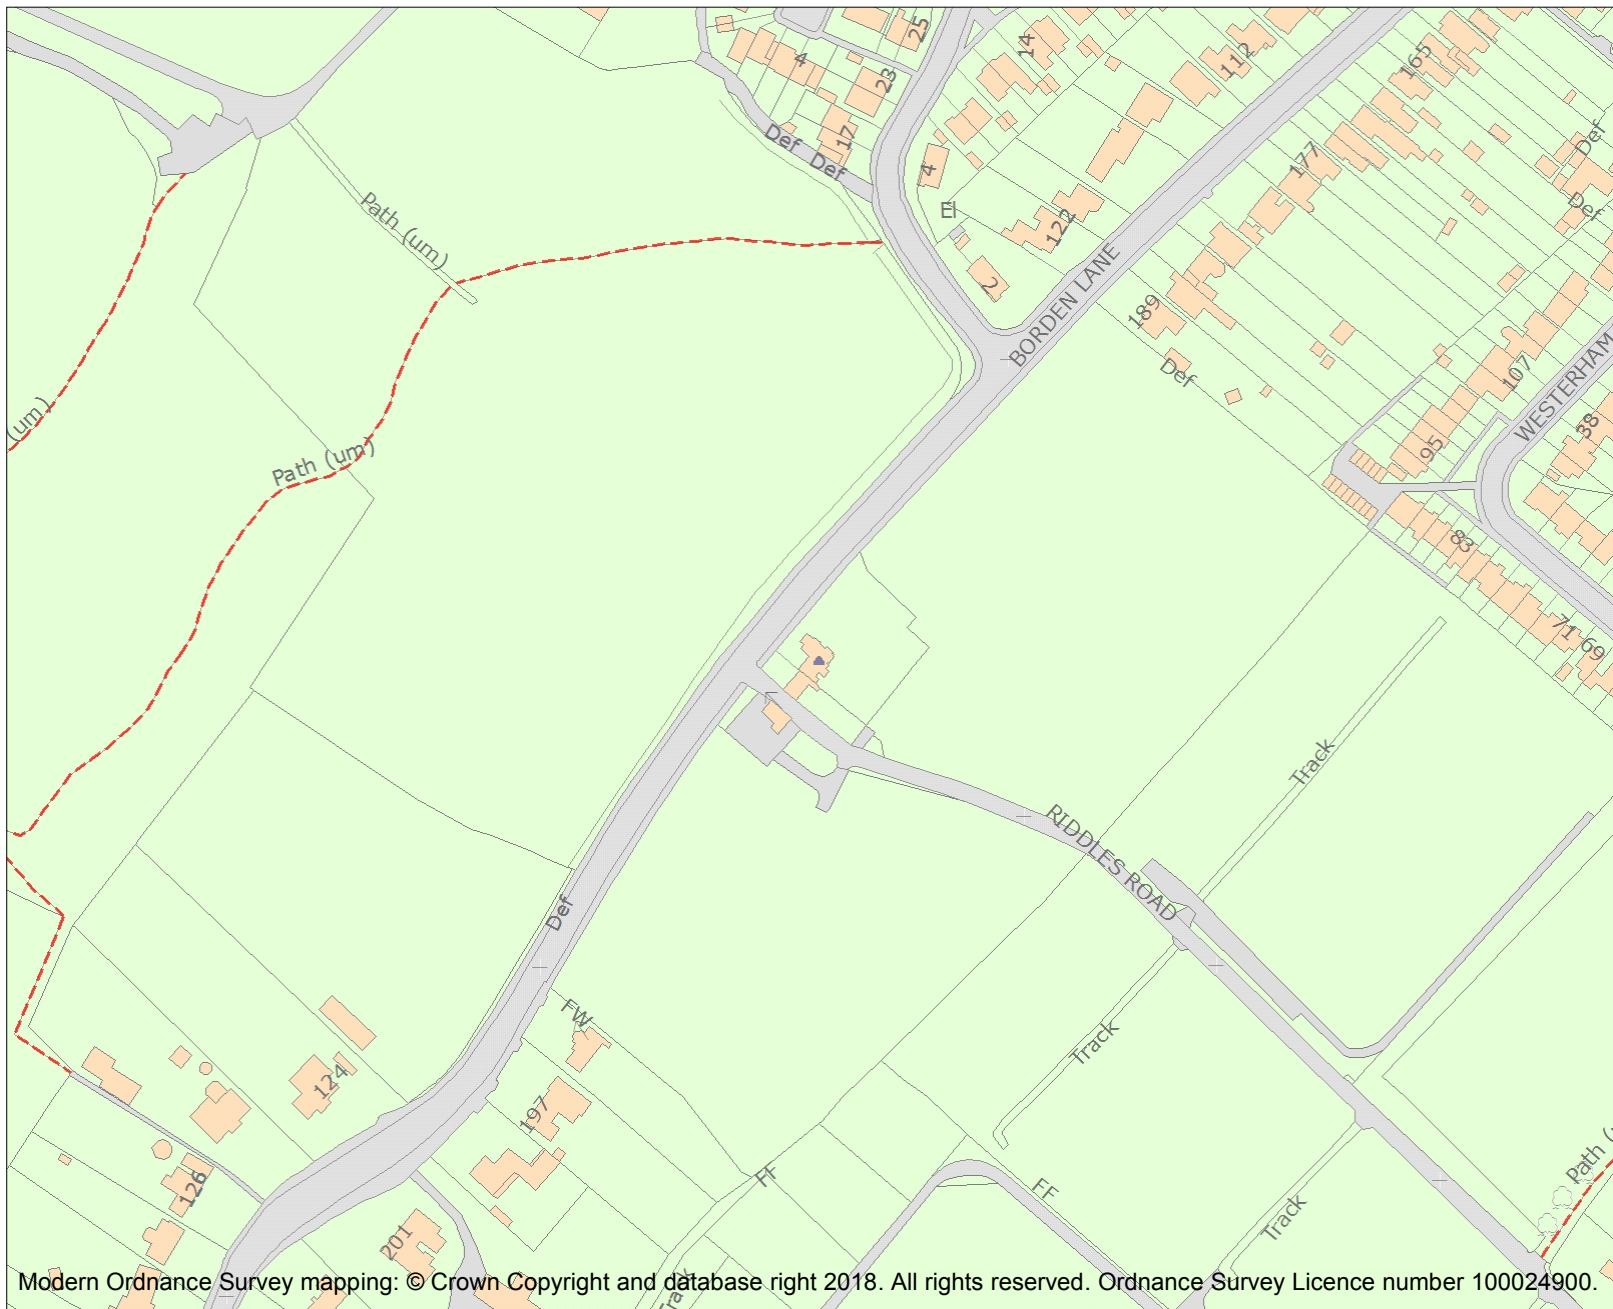 25
14
4
23
112
165
17
Def
Def
Def
4
177
Path (um)
El
122
Def
2
BORDEN LANE
189
Def
107
WESTERHAM
(um)
38
Path (um)
95
83
71
69
Track
RIDDLES ROAD
Def
FW
Track
124
197
Path (
FF
126
FF
Track
201
Track
Modern Ordnance Survey mapping: © Crown Copyright and database right 2018. All rights reserved. Ordnance Survey Licence number 100024900.